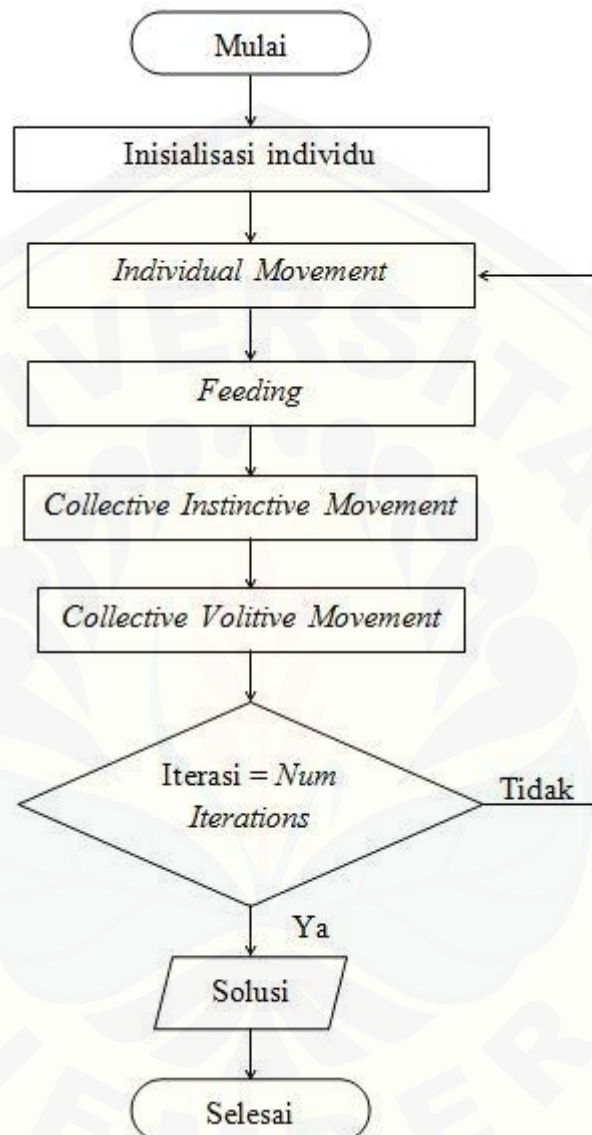 Mulai
Inisialisasi individu
Individual Movement
Feeding
Collective Instinctive Movement
Collective Volitive Movement
Iterasi = Num
Iterations
Tidak
Ya
Solusi
Selesai